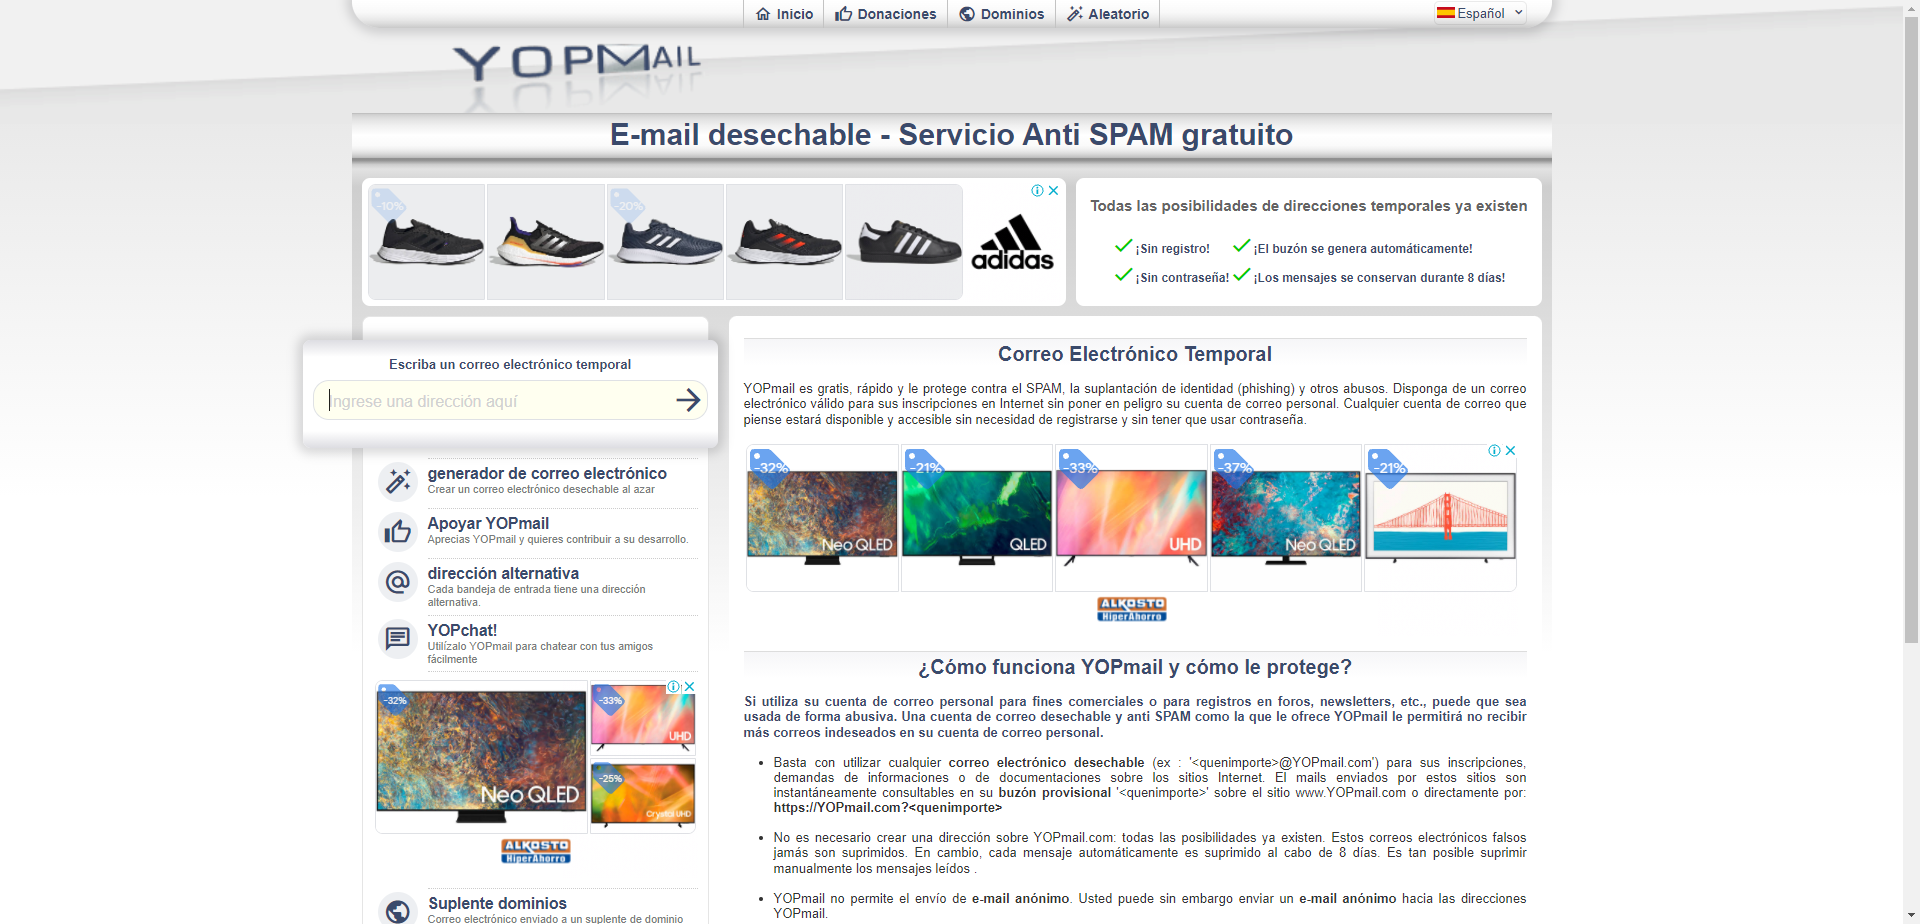 Inicio
Donaciones
Dominios
Aleatorio
Español
YOPMAIL
E-mail desechable - Servicio Anti SPAM gratuito
-10%
-20%
adidas
Todas las posibilidades de direcciones temporales ya existen
¡Sin registro!
¡El buzón se genera automáticamente!
¡Sin contraseña!
¡Los mensajes se conservan durante 8 días!
Escriba un correo electrónico temporal
Ingrese una dirección aquí
generador de correo electrónico
Crear un correo electrónico desechable al azar
Apoyar YOPmail
Aprecias YOPmail y quieres contribuir a su desarrollo.
dirección alternativa
Cada bandeja de entrada tiene una dirección
alternativa.
YOPchat!
Utilízalo YOPmail para chatear con tus amigos
fácilmente
-32%
Neo QLED
-33%
UHD
-25%
Crystal UHD
ALKOSTO
HiperAhorro
Suplente dominios
Correo electrónico enviado a un suplente de dominio
Correo Electrónico Temporal
YOPmail es gratis, rápido y le protege contra el SPAM, la suplantación de identidad (phishing) y otros abusos. Disponga de un correo
electrónico válido para sus inscripciones en Internet sin poner en peligro su cuenta de correo personal. Cualquier cuenta de correo que
piense estará disponible y accesible sin necesidad de registrarse y sin tener que usar contraseña.
-32%
Neo QLED
-21%
QLED
-33%
UHD
-37%
Neo QLED
-21%
ALKOSTO
HiperAhorro
¿Cómo funciona YOPmail y cómo le protege?
Si utiliza su cuenta de correo personal para fines comerciales o para registros en foros, newsletters, etc., puede que sea
usada de forma abusiva. Una cuenta de correo desechable y anti SPAM como la que le ofrece YOPmail le permitirá no recibir
más correos indeseados en su cuenta de correo personal.
• Basta con utilizar cualquier correo electrónico desechable (ex : '<quenimporte>@YOPmail.com') para sus inscripciones,
demandas de informaciones o de documentaciones sobre los sitios Internet. El mails enviados por estos sitios son
instantáneamente consultables en su buzón provisional '<quenimporte>' sobre el sitio www.YOPmail.com o directamente por:
https://YOPmail.com?<quenimporte>
• No es necesario crear una dirección sobre YOPmail.com: todas las posibilidades ya existen. Estos correos electrónicos falsos
jamás son suprimidos. En cambio, cada mensaje automáticamente es suprimido al cabo de 8 días. Es tan posible suprimir
manualmente los mensajes leídos .
• YOPmail no permite el envío de e-mail anónimo. Usted puede sin embargo enviar un e-mail anónimo hacia las direcciones
YOPmail.